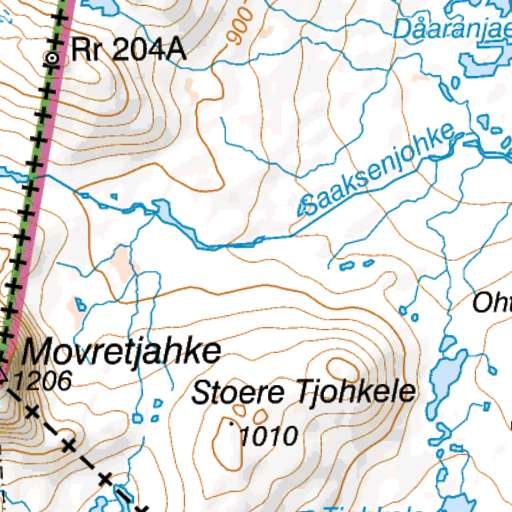 900
Dåaranjae
Rr 204A
Saaksenjohke
Oht
Movretjahke
1206
Stoere Tjohkele
1010